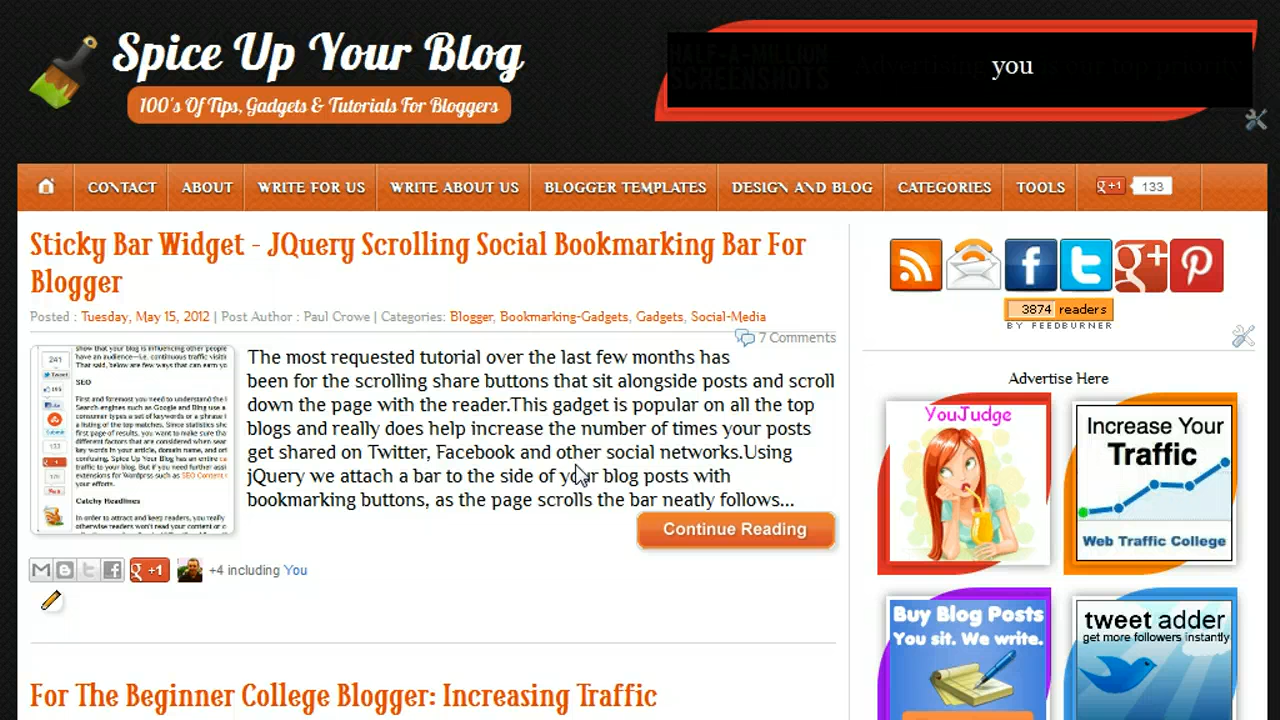 Spice Up Your Blog
100's Of Tips, Gadgets & Tutorials For Bloggers
HALF-A-MILLION
SCREENSHOTS
you
CONTACT
ABOUT
WRITE FOR US
WRITE ABOUT US
BLOGGER TEMPLATES
DESIGN AND BLOG
CATEGORIES
TOOLS
g +1 133
Sticky Bar Widget - JQuery Scrolling Social Bookmarking Bar For
Blogger
Posted : Tuesday, May 15, 2012 | Post Author : Paul Crowe | Categories: Blogger, Bookmarking-Gadgets, Gadgets, Social-Media
7 Comments
241
Tweet
SEO
Catchy Headlines
The most requested tutorial over the last few months has
been for the scrolling share buttons that sit alongside posts and scroll
down the page with the reader.This gadget is popular on all the top
blogs and really does help increase the number of times your posts
get shared on Twitter, Facebook and other social networks.Using
jQuery we attach a bar to the side of your blog posts with
bookmarking buttons, as the page scrolls the bar neatly follows...
Continue Reading
g +1
+4 including You
For The Beginner College Blogger: Increasing Traffic
3874 readers
BY FEEDBURNER
Advertise Here
YouJudge
Increase Your
Traffic
Web Traffic College
Buy Blog Posts
You sit. We write.
tweet adder
get more followers instantly